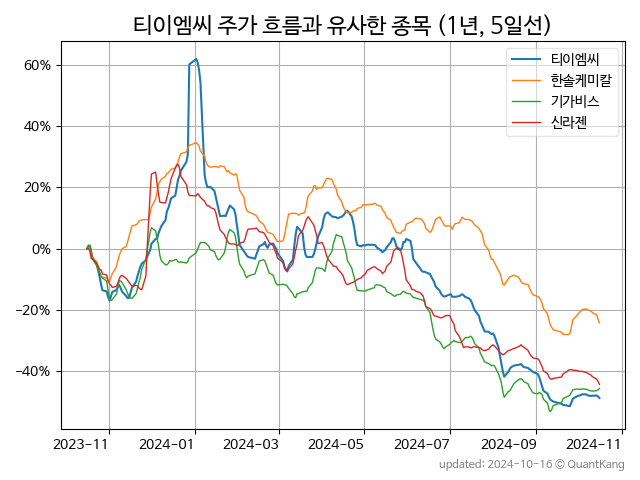 티이엠씨 주가 흐름과 유사한 종목 (1년, 5일선)
티이엠씨
한솔케미칼
기가비스
신라젠
60%
40%
20%
0%
−20%
−40%
2023-11 2024-01 2024-03 2024-05 2024-07 2024-09 2024-11
updated: 2024-10-16 © QuantKang